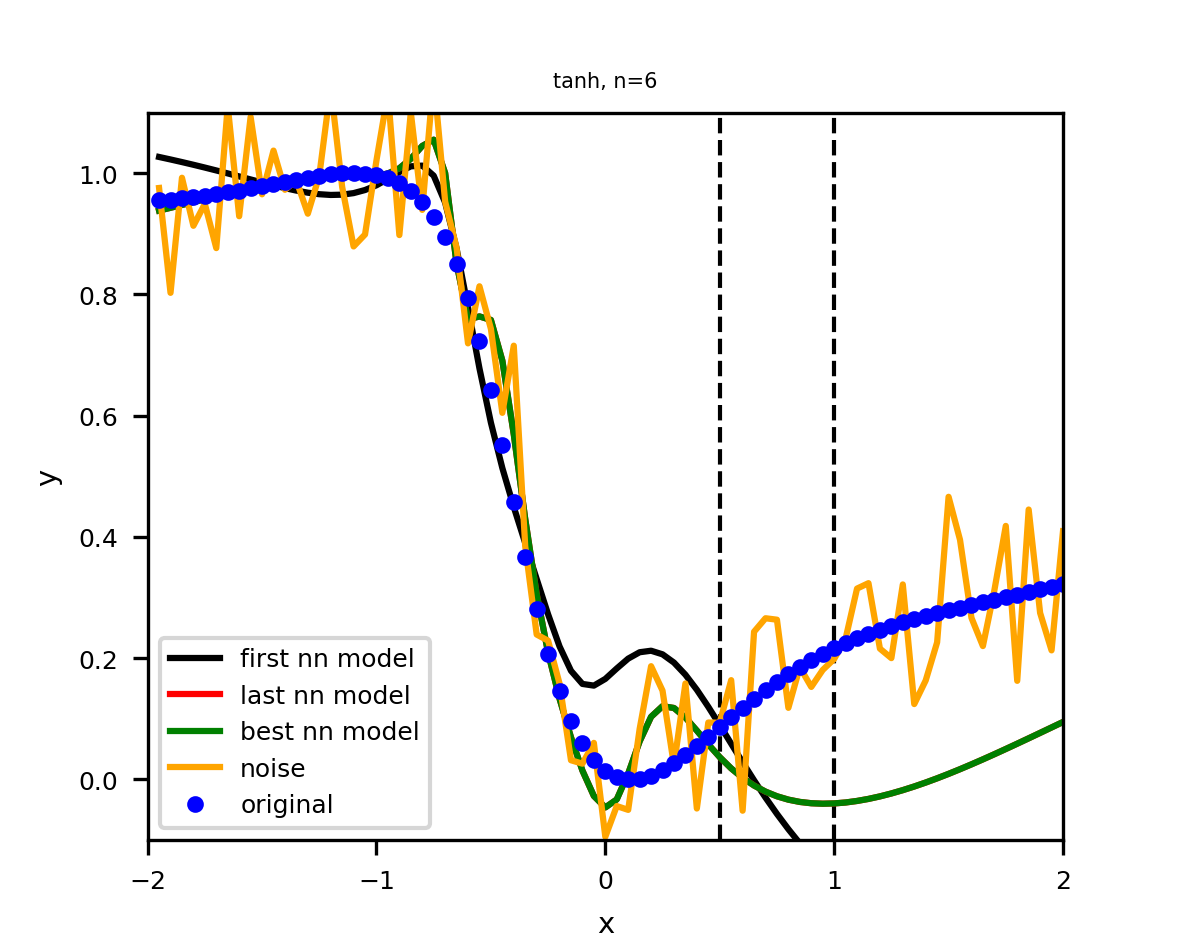 tanh, n=6
1.0
0.8
0.6
0.4
0.2
0.0
y
first nn model
last nn model
best nn model
noise
original
−2
−1
0
1
2
x